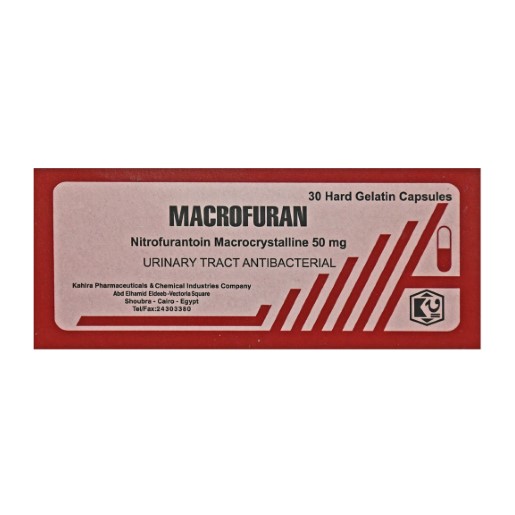 30 Hard Gelatin Capsules
MACROFURAN
Nitrofurantoin Macrocrystalline 50 mg
URINARY TRACT ANTIBACTERIAL
Kahira Pharmaceuticals & Chemical Industries Company
Abd Elhamid Eldeeb-Vectoria Square
Shoubra - Cairo - Egypt
Tel/Fax:24303380